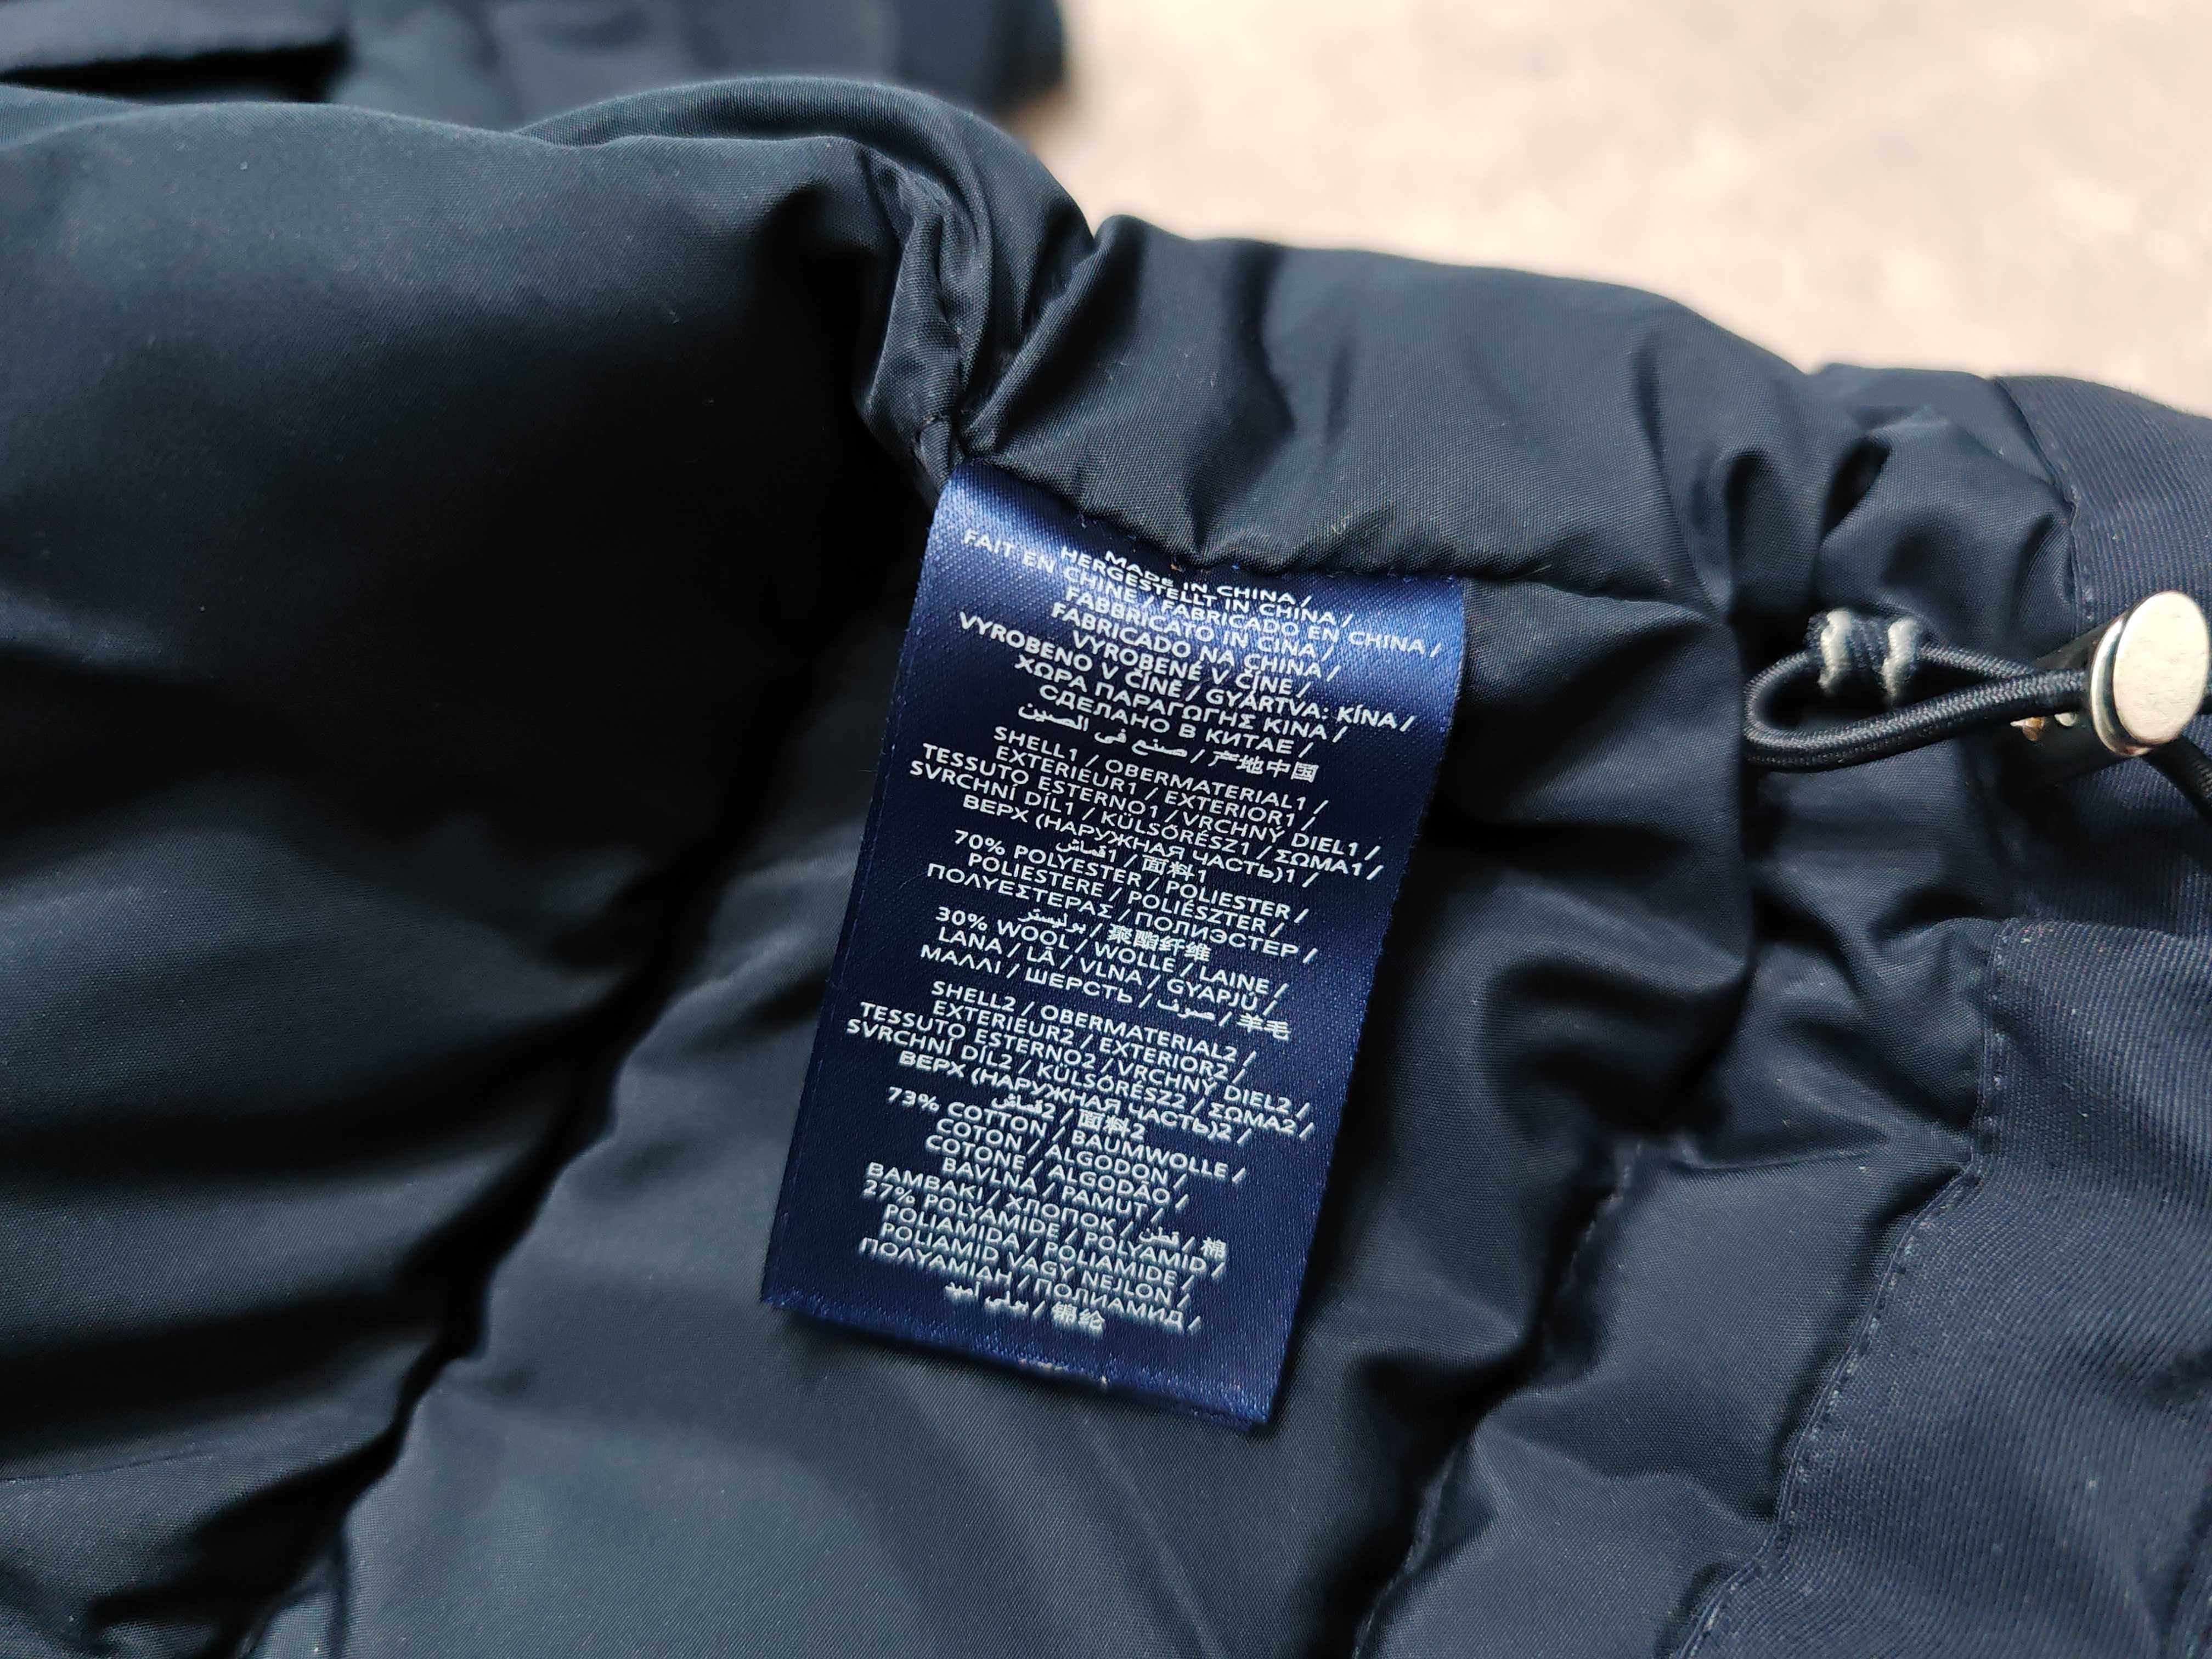 MADE IN CHINA /
HERGESTELLT IN CHINA /
FAIT EN CHINE / FABRICADO EN CHINA /
FABBRICATO IN CINA /
FABRICADO NA CHINA /
VYROBENÉ V ČÍNE /
VYROBENO V ČÍNĚ / GYÁRTVA: KÍNA /
ΧΩΡΑ ΠΑΡΑΓΩΓΗΣ ΚΙΝΑ /
СДЕЛАНО В КИТАЕ /
صنع في الصين / 产地中国
SHELL1 / OBERMATERIAL1 /
EXTERIEUR1 / EXTERIOR1 /
TESSUTO ESTERNO1 / VRCHNÝ DIEL1 /
SVRCHNÍ DÍL1 / KÜLSŐRÉSZ1 / ΣΩΜΑ1 /
ВЕРХ (НАРУЖНАЯ ЧАСТЬ)1 /
قماش1 / 面料1
70% POLYESTER / POLIESTER /
POLIESTERE / POLIÉSZTER /
ΠΟΛΥΕΣΤΕΡΑΣ / ПОЛИЭСТЕР /
بوليستر / 聚酯纤维
30% WOOL / WOLLE / LAINE /
LANA / LÃ / VLNA / GYAPJÚ /
ΜΑΛΛΙ / ШЕРСТЬ / صوف / 羊毛
SHELL2 / OBERMATERIAL2 /
EXTERIEUR2 / EXTERIOR2 /
TESSUTO ESTERNO2 / VRCHNÝ DIEL2 /
SVRCHNÍ DÍL2 / KÜLSŐRÉSZ2 / ΣΩΜΑ2 /
ВЕРХ (НАРУЖНАЯ ЧАСТЬ)2 /
قماش2 / 面料2
73% COTTON / BAUMWOLLE /
COTON / ALGODON /
COTONE / ALGODÃO /
BAVLNA / PAMUT /
ΒΑΜΒΑΚΙ / ХЛОПОК / قطن / 棉
27% POLYAMIDE / POLYAMID /
POLIAMIDA / POLIAMIDE /
POLIAMID VAGY NEJLON /
ΠΟΛΥΑΜΙΔΗ / ПОЛИАМИД /
بولي أميد / 锦纶